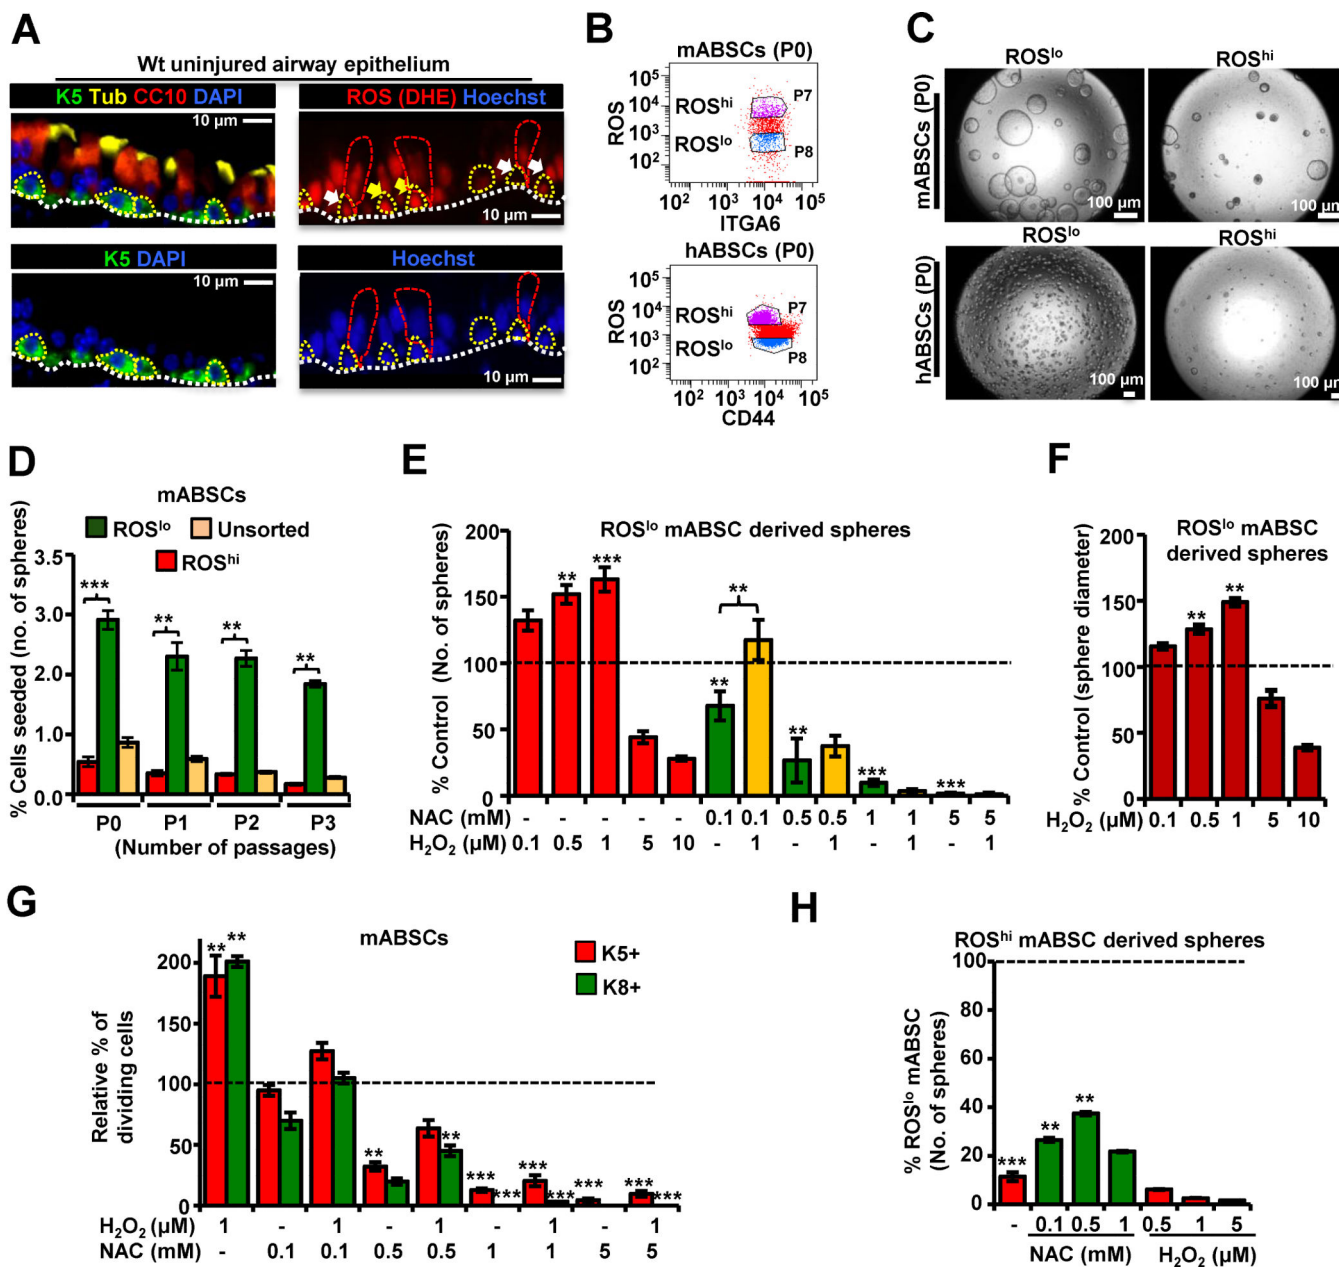 A
Wt uninjured airway epithelium
K5 Tub CC10 DAPI
10 µm
ROS (DHE) Hoechst
10 µm
K5 DAPI
10 µm
Hoechst
10 µm
B
mABSCs (P0)
ROS
10⁵
10⁴
10³
10²
ROSʰⁱ
ROSˡᵒ
P7
P8
10² 10³ 10⁴ 10⁵
ITGA6
hABSCs (P0)
ROS
10⁵
10⁴
10³
10²
ROSʰⁱ
ROSˡᵒ
P7
P8
10² 10³ 10⁴ 10⁵
CD44
C
ROSˡᵒ ROSʰⁱ
mABSCs (P0)
100 µm 100 µm
ROSˡᵒ ROSʰⁱ
hABSCs (P0)
100 µm 100 µm
D
mABSCs
ROSˡᵒ Unsorted
ROSʰⁱ
% Cells seeded (no. of spheres)
3.5
3.0
2.0
1.0
0.0
*** ** ** **
P0 P1 P2 P3
(Number of passages)
E
ROSˡᵒ mABSC derived spheres
% Control (No. of spheres)
200
150
100
50
0
** *** ** ** ** *** ***
NAC (mM) - - - - - 0.1 0.1 0.5 0.5 1 1 5 5
H₂O₂ (µM) 0.1 0.5 1 5 10 - 1 - 1 - 1 - 1
F
ROSˡᵒ mABSC
derived spheres
% Control (sphere diameter)
200
150
100
50
0
** **
H₂O₂ (µM) 0.1 0.5 1 5 10
G
mABSCs
K5+
K8+
Relative % of
dividing cells
200
150
100
50
0
** ** ** ** *** *** *** *** *** ***
H₂O₂ (µM) 1 - 1 - 1 - 1 - 1
NAC (mM) - 0.1 0.1 0.5 0.5 1 1 5 5
H
ROSʰⁱ mABSC derived spheres
% ROSˡᵒ mABSC
(No. of spheres)
100
80
60
40
20
0
*** ** **
- 0.1 0.5 1 0.5 1 5
NAC (mM) H₂O₂ (µM)